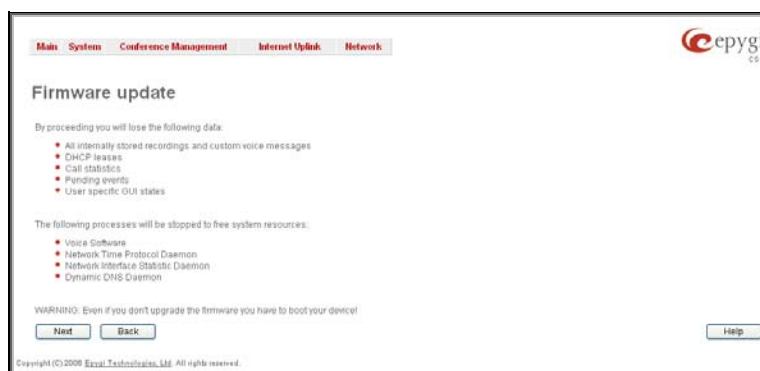 Main System Conference Management Internet Uplink Network
epygi
Firmware update
By proceeding you will lose the following data:
All internally stored recordings and custom voice messages
DHCP leases
Call statistics
Pending events
User specific GUI states
The following processes will be stopped to free system resources:
Voice Software
Network Time Protocol Daemon
Network Interface Statistic Daemon
Dynamic DNS Daemon
WARNING: Even if you don't upgrade the firmware you have to boot your device!
Next Back Help
Copyright (C) 2008 Epygi Technologies, Ltd. All rights reserved.